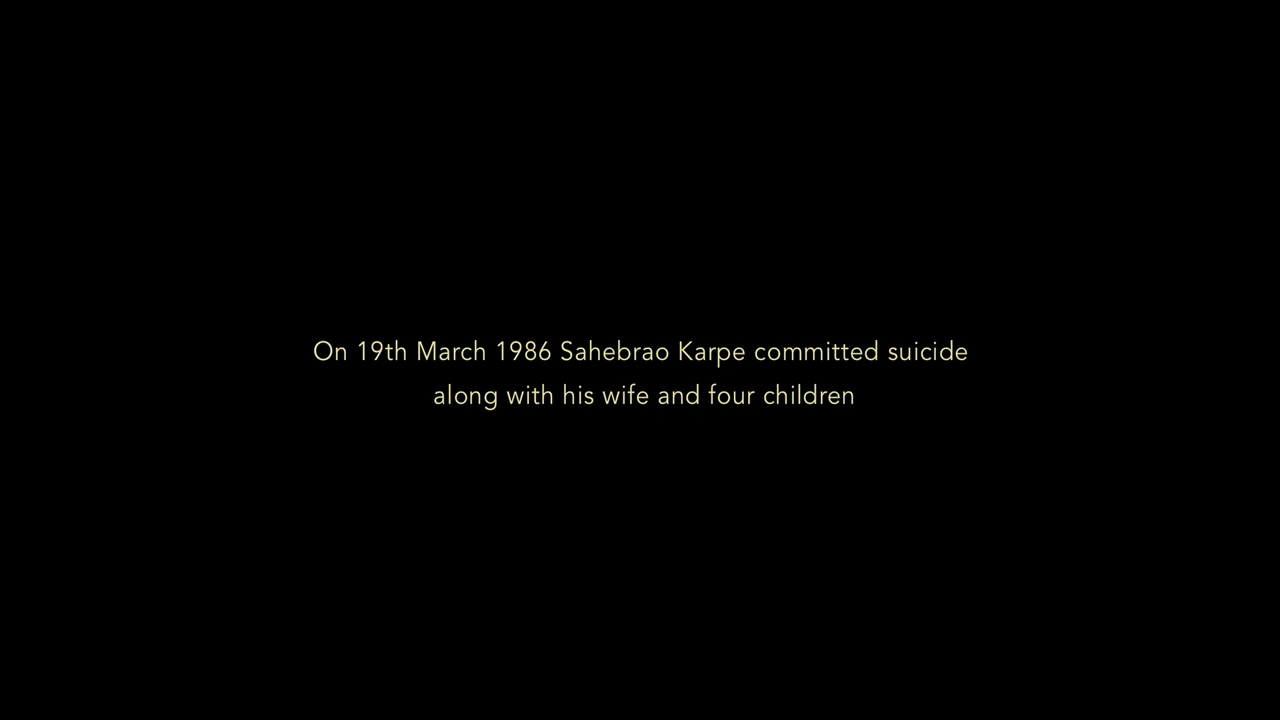 On 19th March 1986 Sahebrao Karpe committed suicide
along with his wife and four children